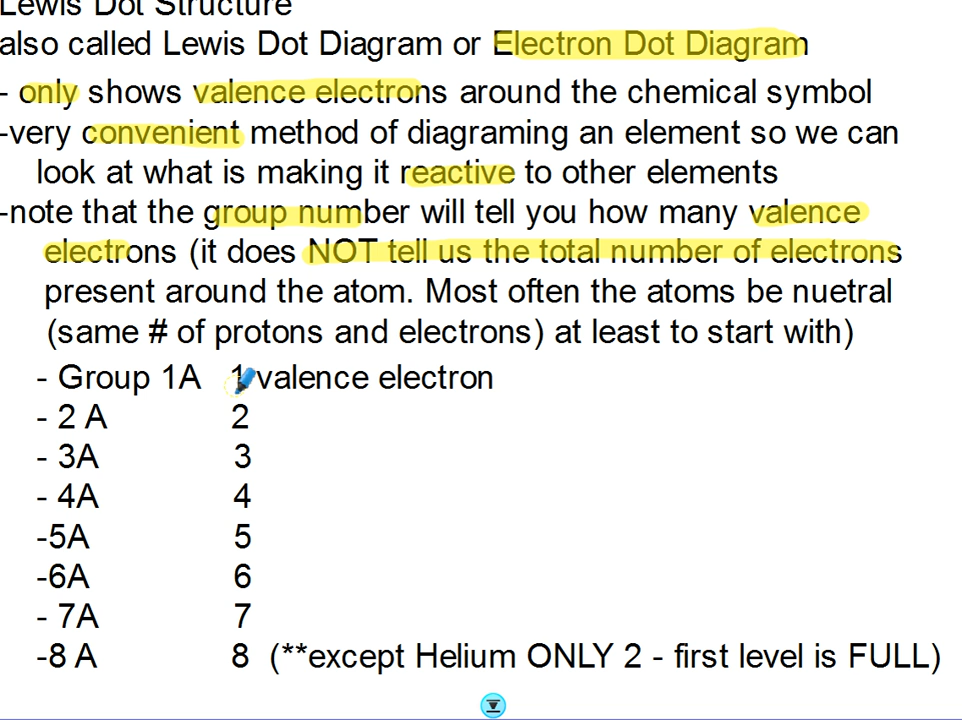 Lewis Dot Structure
also called Lewis Dot Diagram or Electron Dot Diagram
- only shows valence electrons around the chemical symbol
-very convenient method of diagraming an element so we can
look at what is making it reactive to other elements
-note that the group number will tell you how many valence
electrons (it does NOT tell us the total number of electrons
present around the atom. Most often the atoms be nuetral
(same # of protons and electrons) at least to start with)
- Group 1A 1 valence electron
- 2 A 2
- 3A 3
- 4A 4
-5A 5
-6A 6
- 7A 7
-8 A 8 (**except Helium ONLY 2 - first level is FULL)